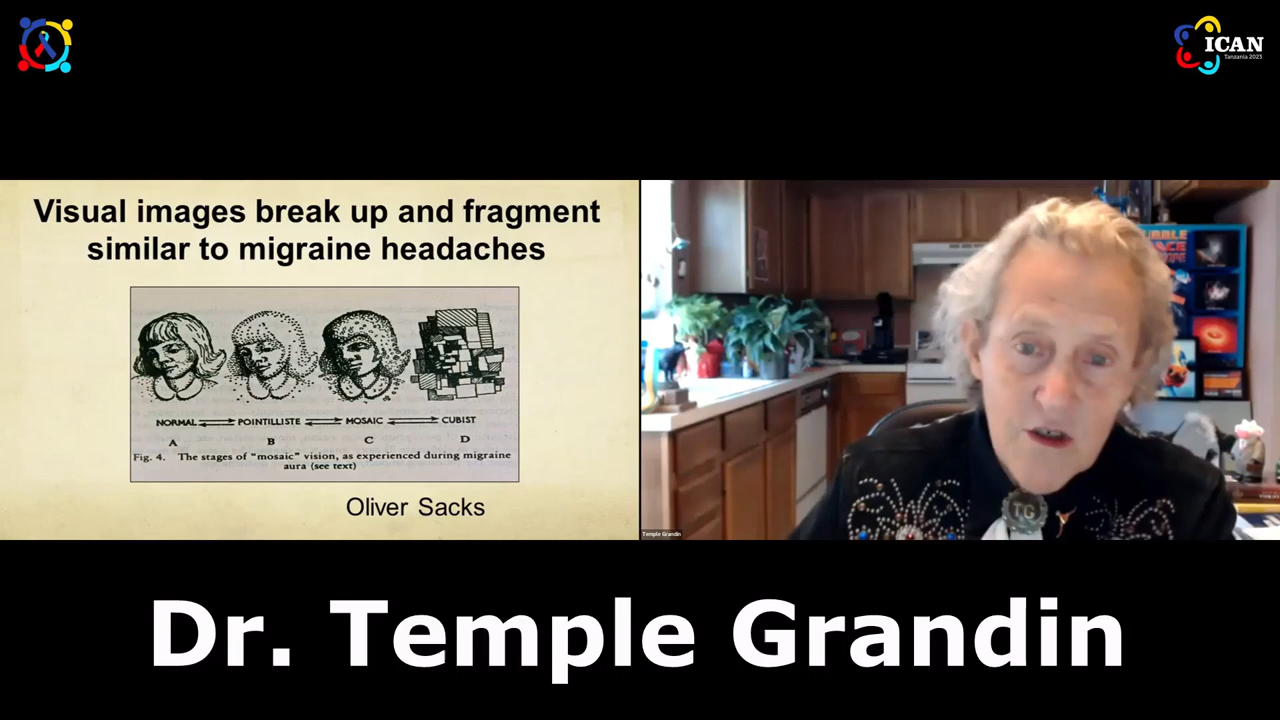 ICAN
Tanzania 2023
Visual images break up and fragment
similar to migraine headaches
NORMAL POINTILLISTE MOSAIC CUBIST
A B C D
Fig. 4. The stages of "mosaic" vision, as experienced during migraine
aura (see text)
Oliver Sacks
TG
Temple Grandin
Dr. Temple Grandin